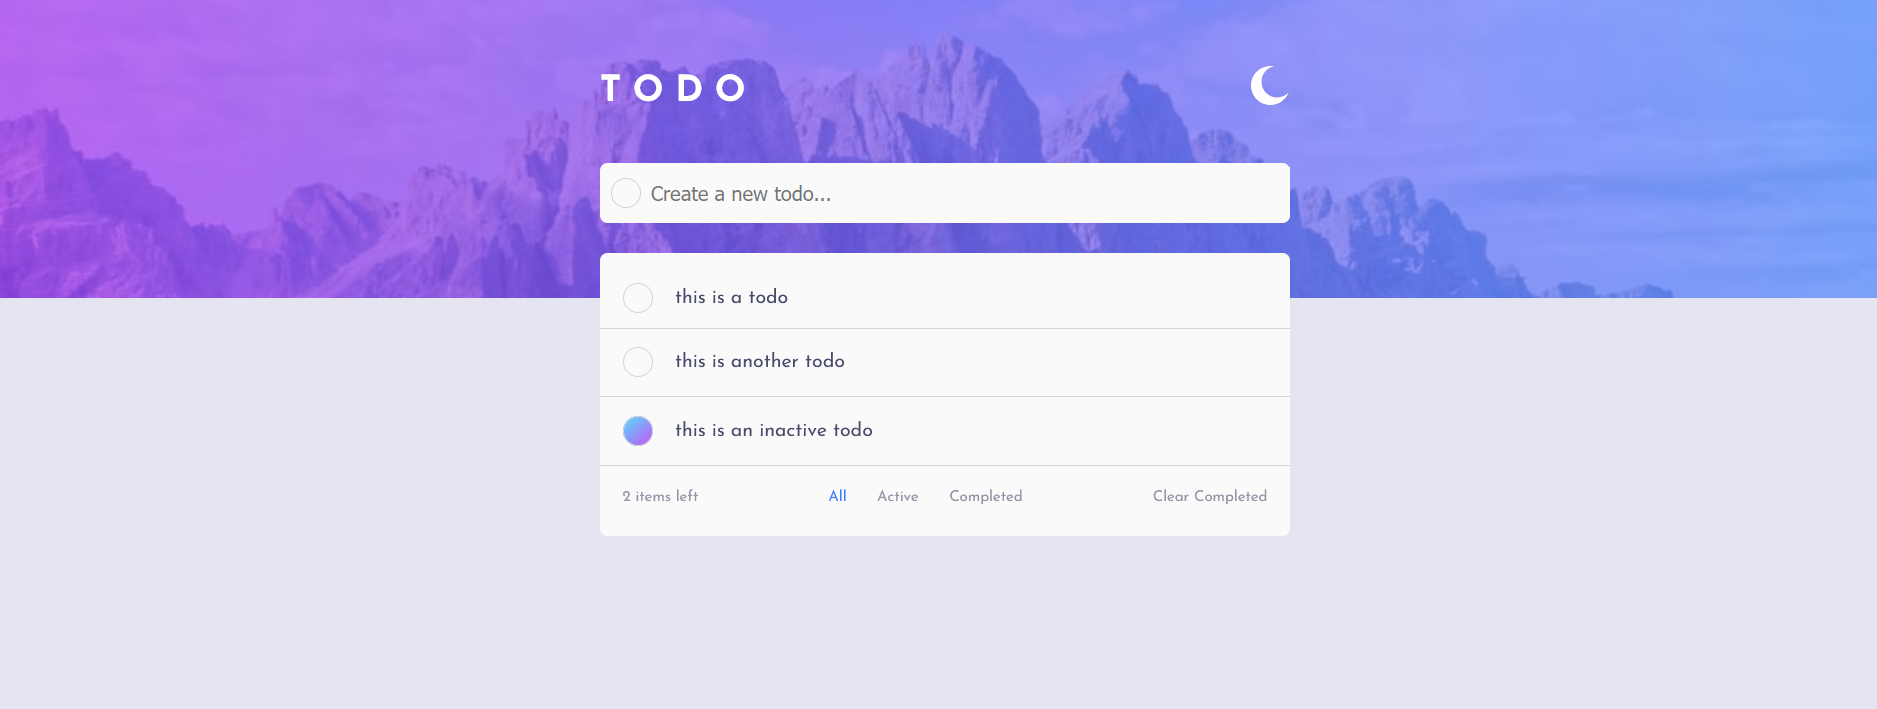 TODO
Create a new todo...
this is a todo
this is another todo
this is an inactive todo
2 items left All Active Completed Clear Completed